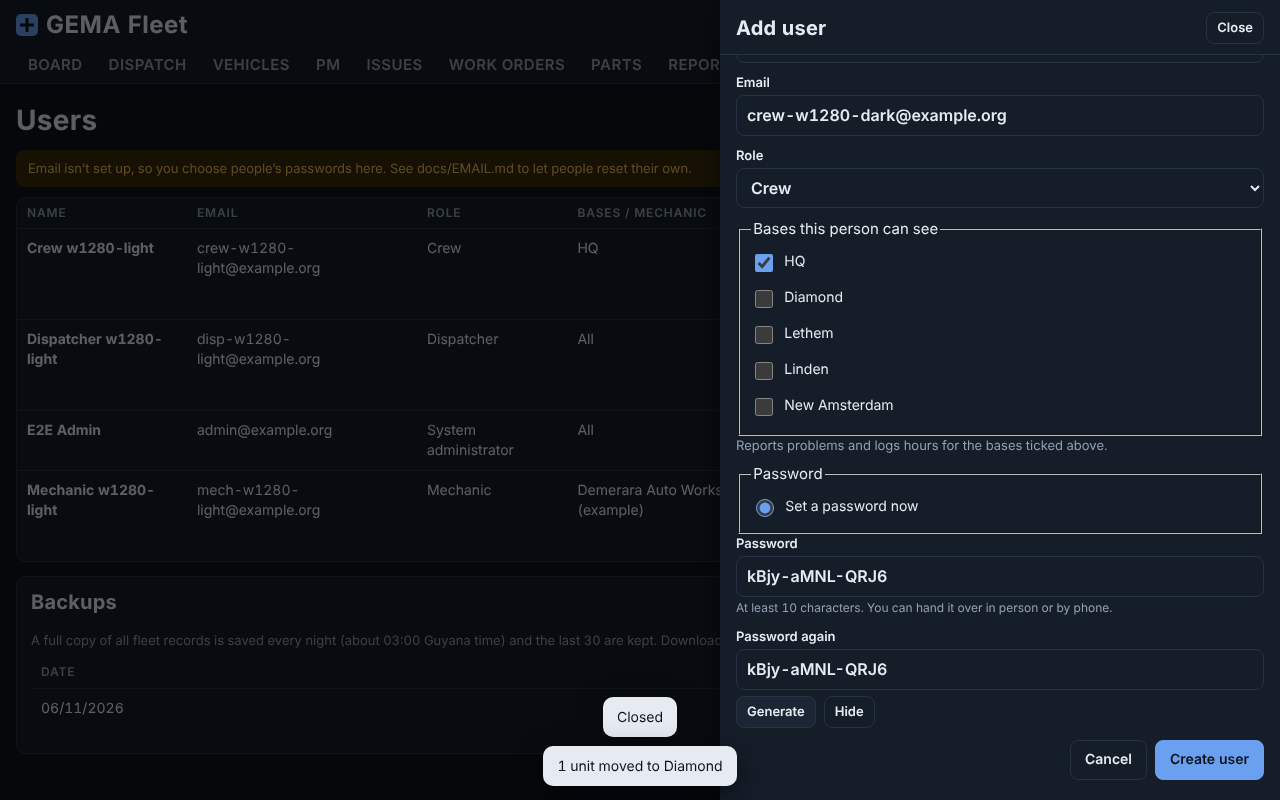 GEMA Fleet
BOARD DISPATCH VEHICLES PM ISSUES WORK ORDERS PARTS REPOR
Users
Email isn't set up, so you choose people's passwords here. See docs/EMAIL.md to let people reset their own.
NAME EMAIL ROLE BASES / MECHANIC
Crew w1280-light crew-w1280- Crew HQ
light@example.org
Dispatcher w1280- disp-w1280- Dispatcher All
light light@example.org
E2E Admin admin@example.org System All
administrator
Mechanic w1280- mech-w1280- Mechanic Demerara Auto Works
light light@example.org (example)
Backups
A full copy of all fleet records is saved every night (about 03:00 Guyana time) and the last 30 are kept. Download
DATE
06/11/2026
Closed
1 unit moved to Diamond
Add user Close
Email
crew-w1280-dark@example.org
Role
Crew
Bases this person can see
HQ
Diamond
Lethem
Linden
New Amsterdam
Reports problems and logs hours for the bases ticked above.
Password
Set a password now
Password
kBjy-aMNL-QRJ6
At least 10 characters. You can hand it over in person or by phone.
Password again
kBjy-aMNL-QRJ6
Generate Hide
Cancel Create user